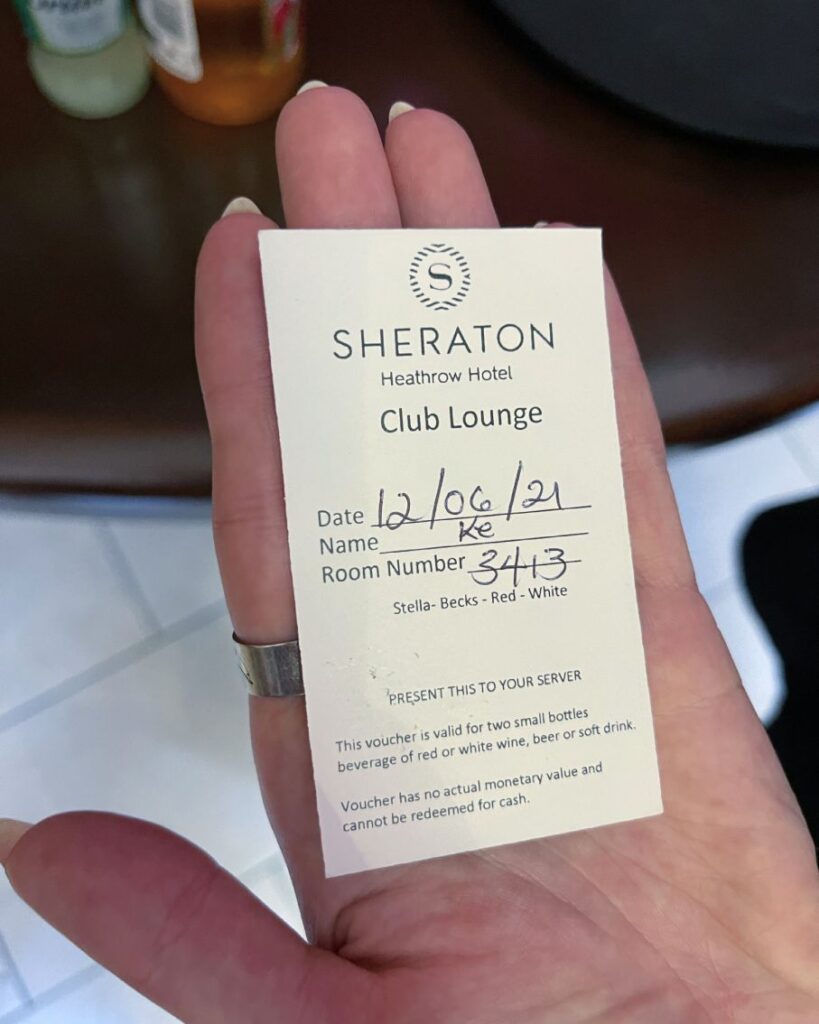 S
SHERATON
Heathrow Hotel
Club Lounge
Date 12/06/21
Name Ke
Room Number 3413
Stella- Becks - Red - White
PRESENT THIS TO YOUR SERVER
This voucher is valid for two small bottles
beverage of red or white wine, beer or soft drink.
Voucher has no actual monetary value and
cannot be redeemed for cash.